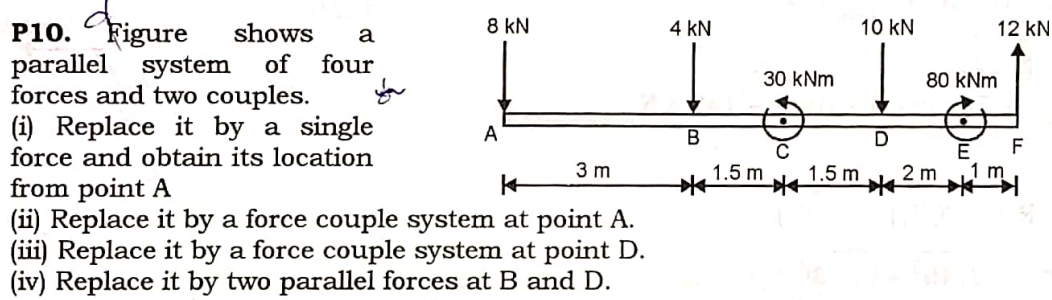 P10. Figure shows a
parallel system of four
forces and two couples.
(i) Replace it by a single
force and obtain its location
from point A
(ii) Replace it by a force couple system at point A.
(iii) Replace it by a force couple system at point D.
(iv) Replace it by two parallel forces at B and D.
8 kN 4 kN 10 kN 12 kN
30 kNm 80 kNm
A B C D E F
3 m 1.5 m 1.5 m 2 m 1 m